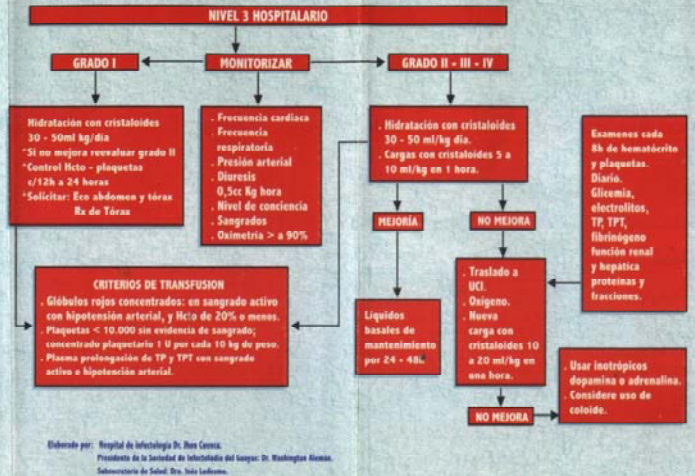 NIVEL 3 HOSPITALARIO
GRADO I
MONITORIZAR
GRADO II - III - IV
Hidratación con cristaloides
30 - 50ml kg/día
*Si no mejora reevaluar grado II
*Control Hcto - plaquetas
c/12h a 24 horas
*Solicitar: Eco abdomen y tórax
Rx de Tórax
. Frecuencia cardiaca
. Frecuencia
respiratoria
. Presión arterial
. Diuresis
0,5cc Kg hora
. Nivel de conciencia
. Sangrados
. Oximetría > a 90%
. Hidratación con cristaloides
30 - 50 ml/kg día.
. Cargas con cristaloides 5 a
10 ml/kg en 1 hora.
Examenes cada
8h de hematócrito
y plaquetas.
Diarió.
Glicemia,
electrolitos,
TP, TPT,
fibrinógeno
función renal
y hepática
proteinas y
fracciones.
MEJORÍA
NO MEJORA
CRITERIOS DE TRANSFUSION
. Glóbulos rojos concentrados: en sangrado activo
con hipotensión arterial, y Hcto de 20% o menos.
. Plaquetas < 10.000 sin evidencia de sangrado;
concentrado plaquetario 1 U por cada 10 kg de peso.
. Plasma prolongación de TP y TPT con sangrado
activo e hipotención arterial.
Líquidos
basales de
mantenimiento
por 24 - 48h
. Traslado a
UCI.
. Oxigeno.
. Nueva
carga con
cristaloides 10
a 20 ml/kg en
una hora.
NO MEJORA
. Usar inotrópicos
dopamina o adrenalina.
. Considere uso de
coloide.
Elaborado por: Hospital de Infectología Dr. Jhon Cuenca.
Presidente de la Sociedad de Infectología del Guayas: Dr. Washington Alemán.
Subsecretaria de Salud: Dra. Inés Ledesma.